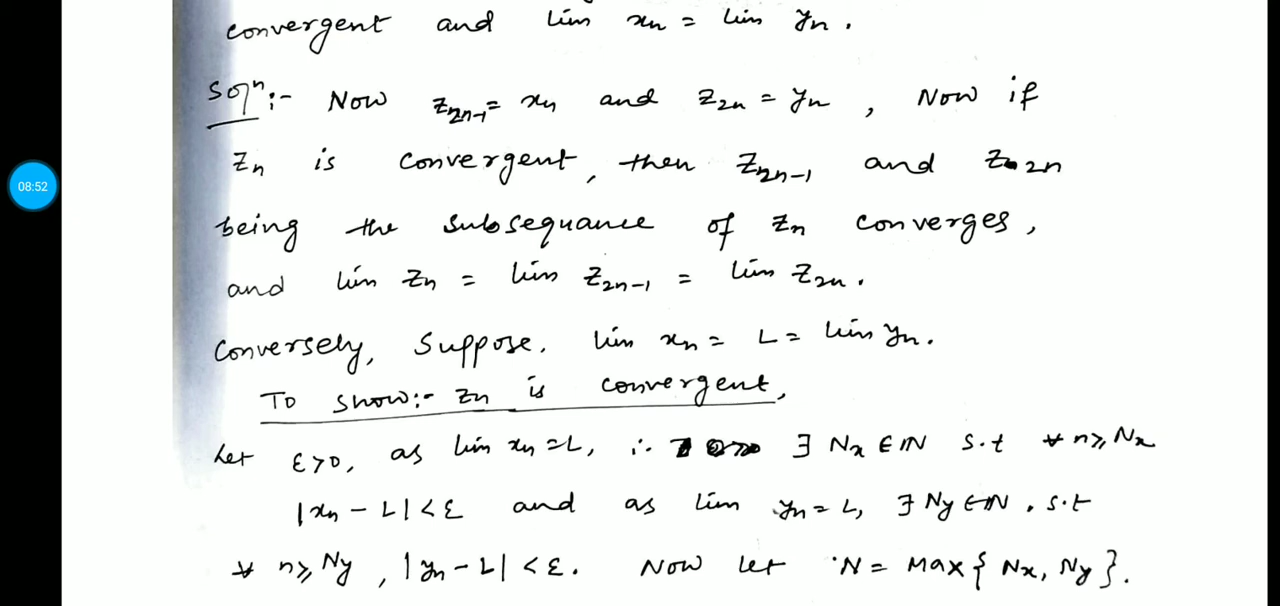 convergent and lim xn = lim yn.
Solⁿ:- Now z2n-1 = xn and z2n = yn, Now if
zn is convergent, then z2n-1 and z2n
being the subsequance of zn converges,
and lim zn = lim z2n-1 = lim z2n.
conversely, suppose. lim xn = L = lim yn.
To show:- zn is convergent,
08:52
Let ε>0, as lim xn = L, ∴ ∃ Nx ∈ IN s.t ∀ n≥Nx
|xn - L| < ε and as lim yn = L, ∃ Ny ∈ IN. s.t
∀ n≥Ny, |yn - L| < ε. Now let N = Max{Nx, Ny}.